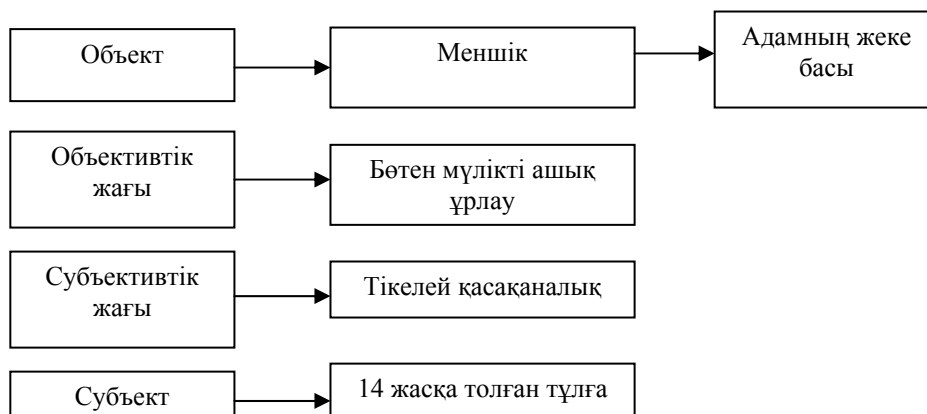 Объект
Меншік
Адамның жеке
басы
Объективтік
жағы
Бөтен мүлікті ашық
ұрлау
Субъективтік
жағы
Тікелей қасақаналық
Субъект
14 жасқа толған тұлға